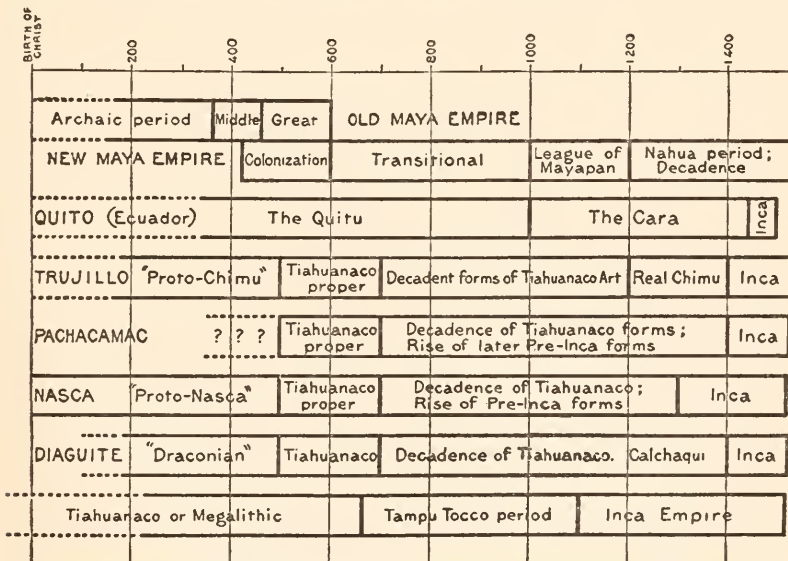 BIRTH OF
CHRIST
200
400
600
800
1000
1200
1400
Archaic period Middle Great OLD MAYA EMPIRE
NEW MAYA EMPIRE Colonization Transitional League of
Mayapan Nahua period;
Decadence
QUITO (Ecuador) The Quitu The Cara Inca
TRUJILLO "Proto-Chimu" Tiahuanaco
proper Decadent forms of Tiahuanaco Art Real Chimu Inca
PACHACAMAC ? ? ? Tiahuanaco
proper Decadence of Tiahuanaco forms;
Rise of later Pre-Inca forms Inca
NASCA "Proto-Nasca" Tiahuanaco
proper Decadence of Tiahuanaco;
Rise of Pre-Inca forms Inca
DIAGUITE "Draconian" Tiahuanaco Decadence of Tiahuanaco. Calchaqui Inca
Tiahuanaco or Megalithic Tampu Tocco period Inca Empire